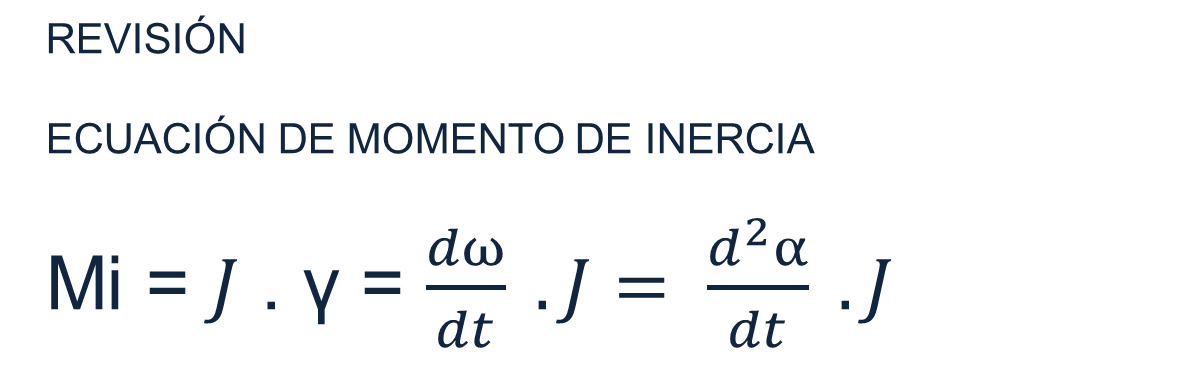 REVISIÓN
ECUACIÓN DE MOMENTO DE INERCIA
Mi = J . γ = dω/dt . J = d²α/dt . J